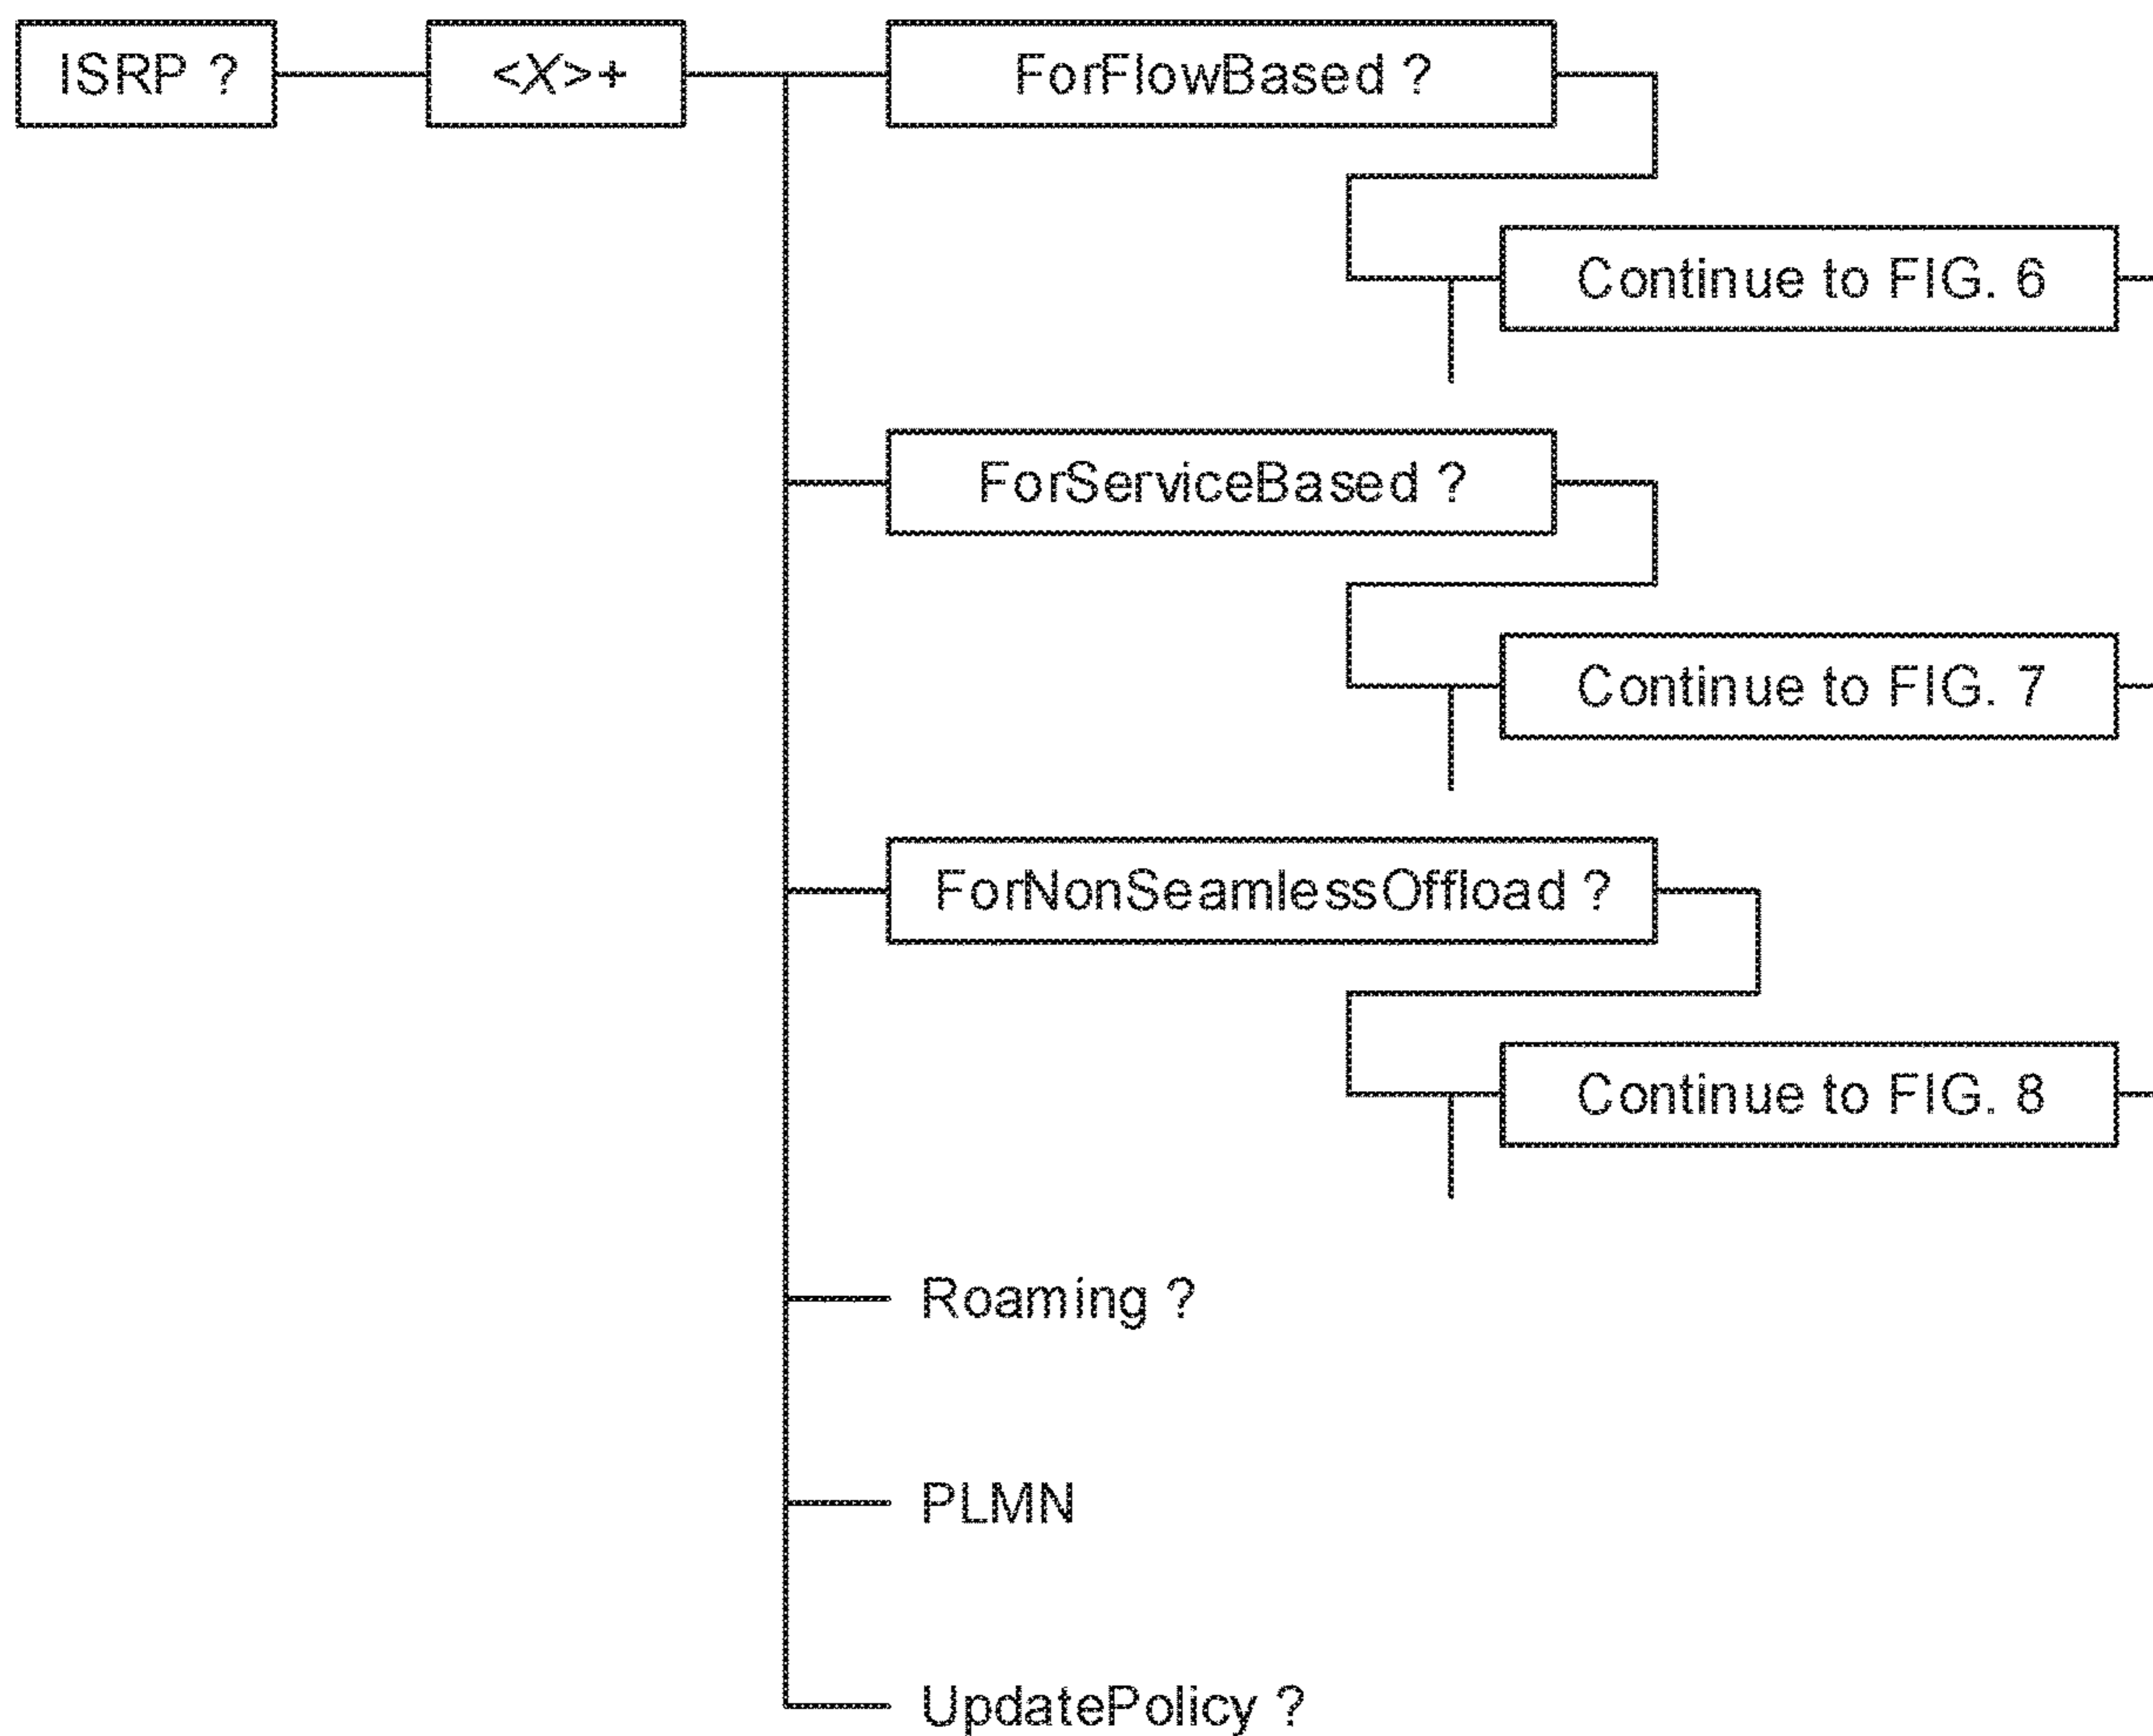 ISRP ?
<X>+
ForFlowBased ?
Continue to FIG. 6
ForServiceBased ?
Continue to FIG. 7
ForNonSeamlessOffload ?
Continue to FIG. 8
Roaming ?
PLMN
UpdatePolicy ?